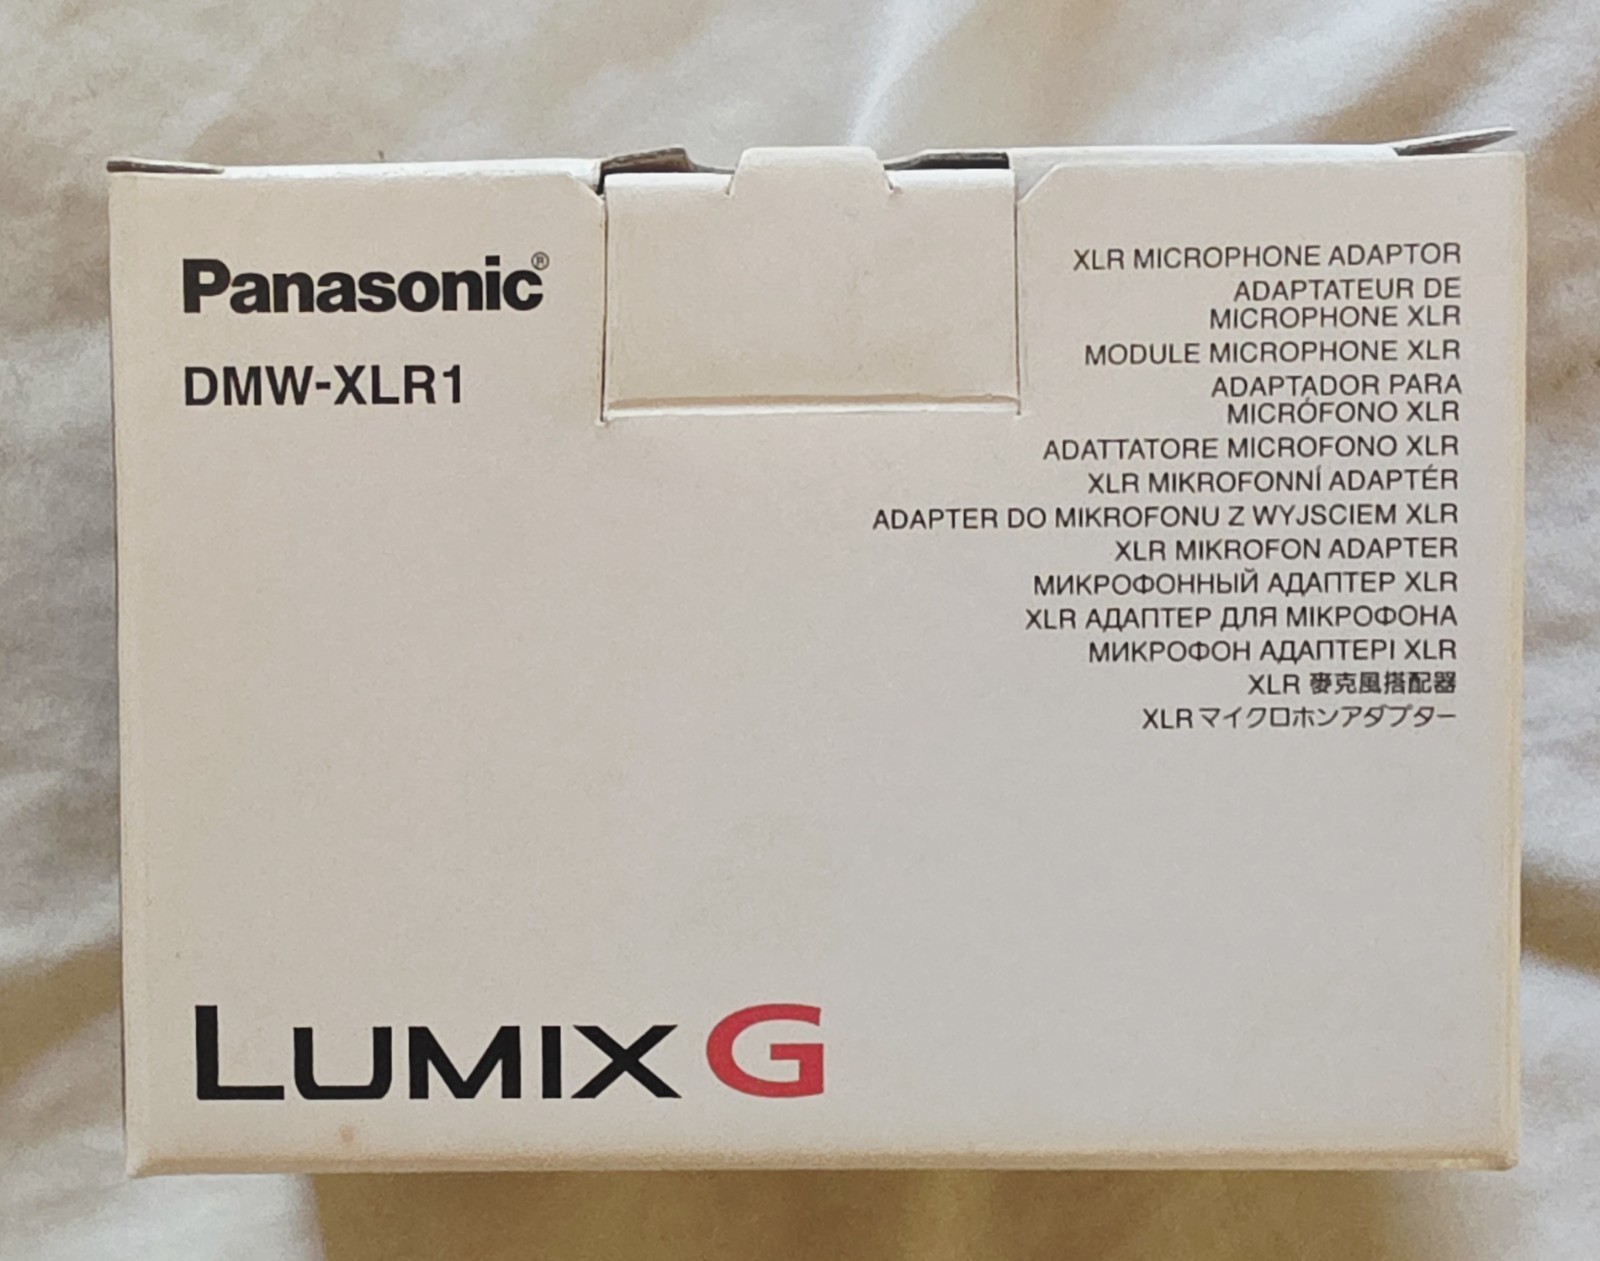 Panasonic®
DMW-XLR1
XLR MICROPHONE ADAPTOR
ADAPTATEUR DE
MICROPHONE XLR
MODULE MICROPHONE XLR
ADAPTADOR PARA
MICRÓFONO XLR
ADATTATORE MICROFONO XLR
XLR MIKROFONNÍ ADAPTÉR
ADAPTER DO MIKROFONU Z WYJSCIEM XLR
XLR MIKROFON ADAPTER
МИКРОФОННЫЙ АДАПТЕР XLR
XLR АДАПТЕР ДЛЯ МІКРОФОНА
МИКРОФОН АДАПТЕРІ XLR
XLR 麥克風搭配器
XLRマイクロホンアダプター
LUMIX G